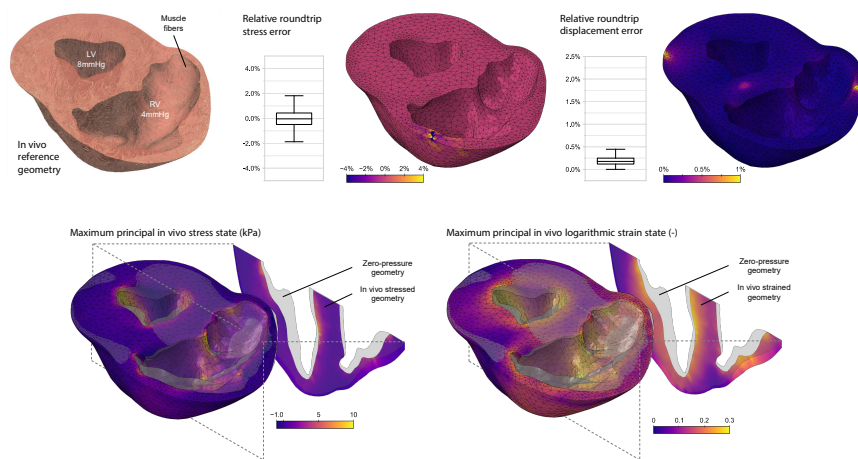 Muscle
fibers
LV
8mmHg
RV
4mmHg
In vivo
reference
geometry
Relative roundtrip
stress error
4.0%
2.0%
0.0%
−2.0%
−4.0%
−4% −2% 0% 2% 4%
Relative roundtrip
displacement error
2.5%
2.0%
1.5%
1.0%
0.5%
0.0%
0% 0.5% 1%
Maximum principal in vivo stress state (kPa)
Zero-pressure
geometry
In vivo stressed
geometry
−1.0 5 10
Maximum principal in vivo logarithmic strain state (-)
Zero-pressure
geometry
In vivo strained
geometry
0 0.1 0.2 0.3